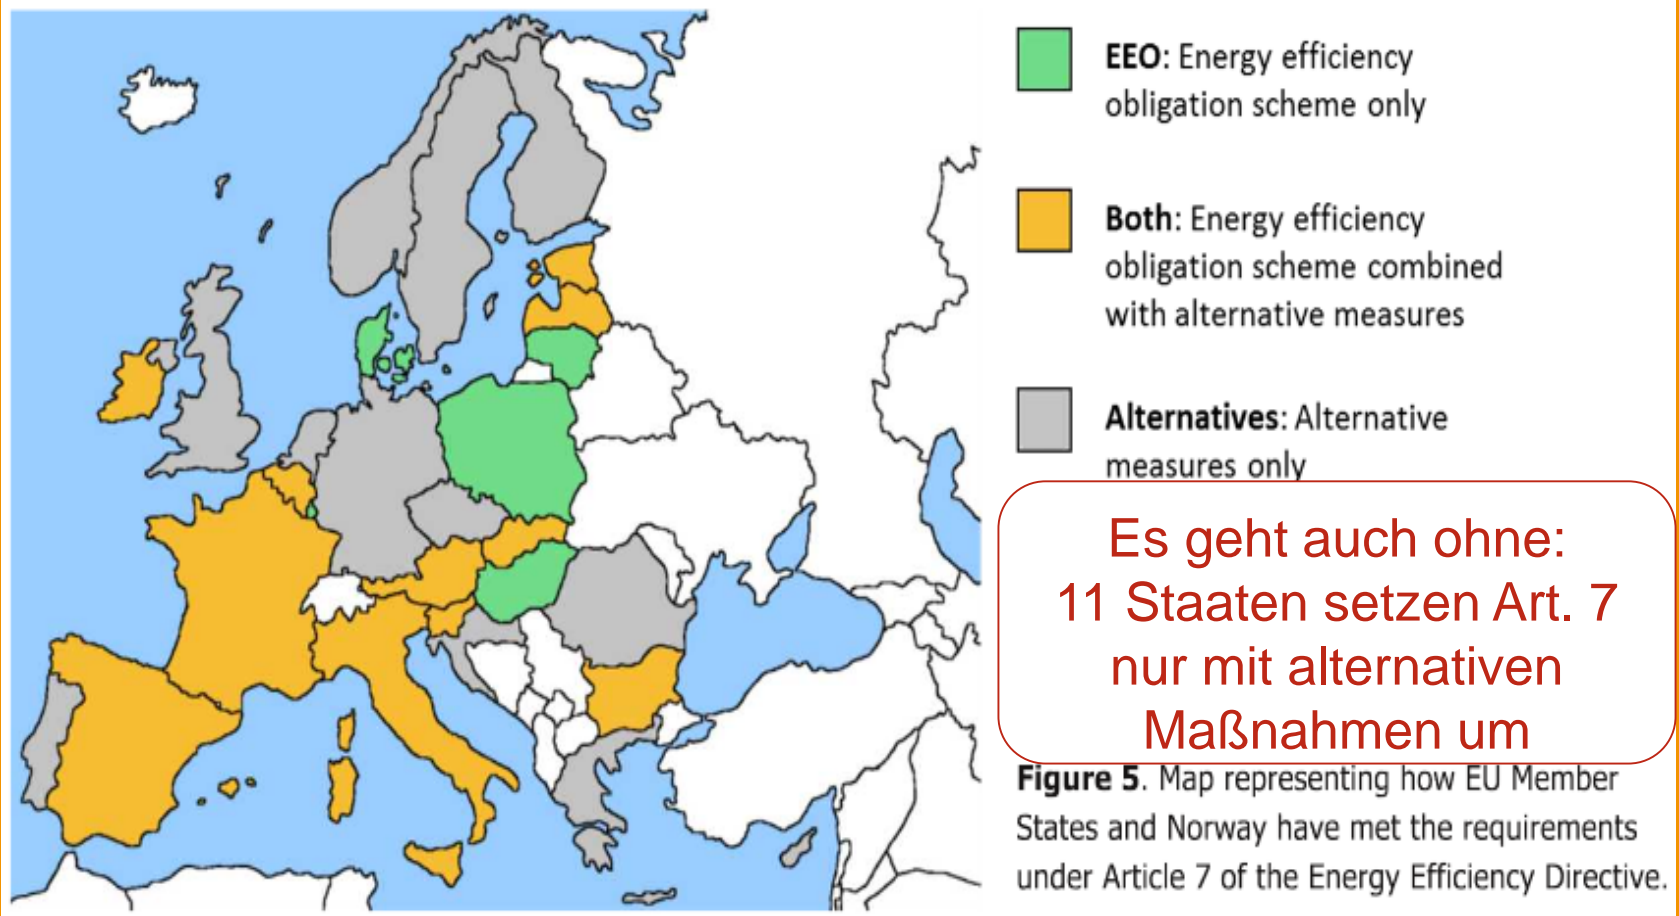 EEO: Energy efficiency
obligation scheme only
Both: Energy efficiency
obligation scheme combined
with alternative measures
Alternatives: Alternative
measures only
Es geht auch ohne:
11 Staaten setzen Art. 7
nur mit alternativen
Maßnahmen um
Figure 5. Map representing how EU Member
States and Norway have met the requirements
under Article 7 of the Energy Efficiency Directive.